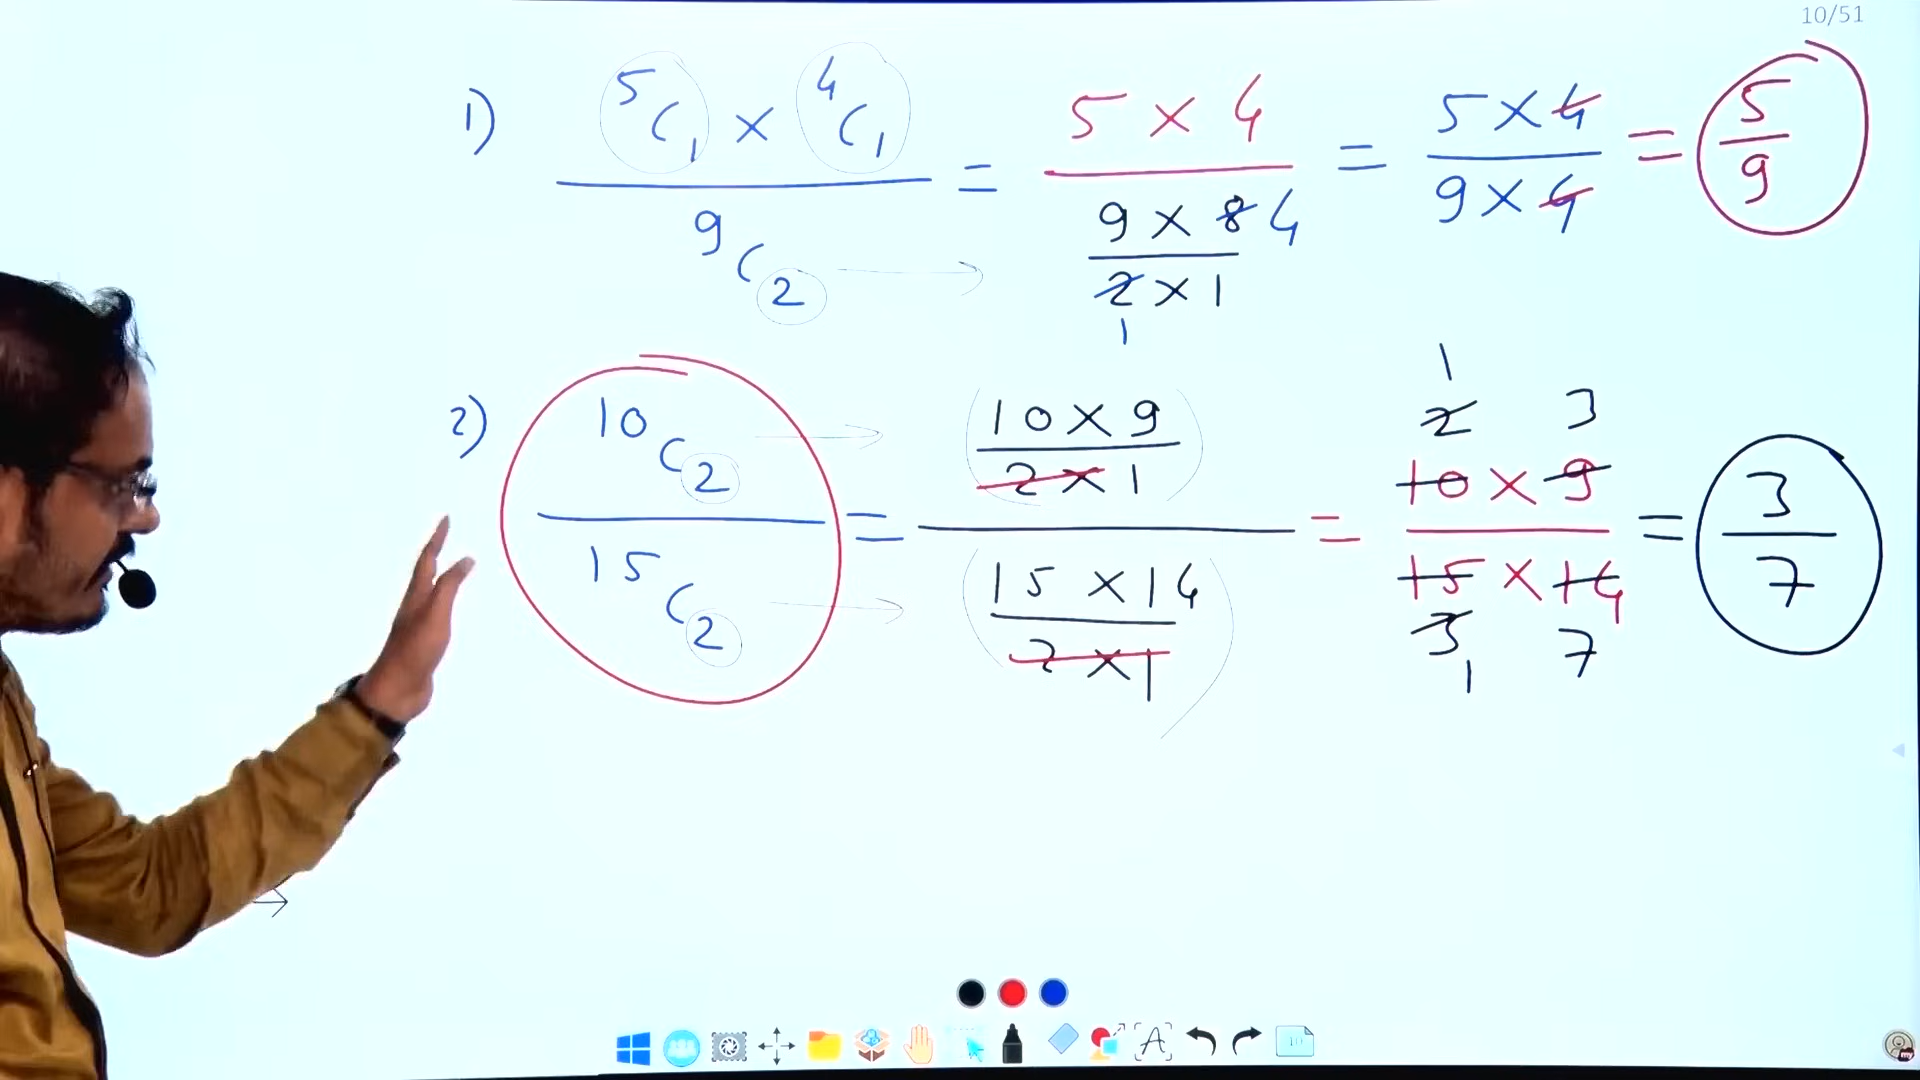 10/51
1) ⁵C₁ × ⁴C₁ / ⁹C₂ = 5 × 4 / (9 × 8 4 / 2 × 1 1) = 5 × 4 / 9 × 4 = 5/9
2) ¹⁰C₂ / ¹⁵C₂ = (10 × 9 / 2 × 1) / (15 × 14 / 2 × 1) = 1 2 3 10 × 9 / 15 × 14 3 7 1 = 3/7